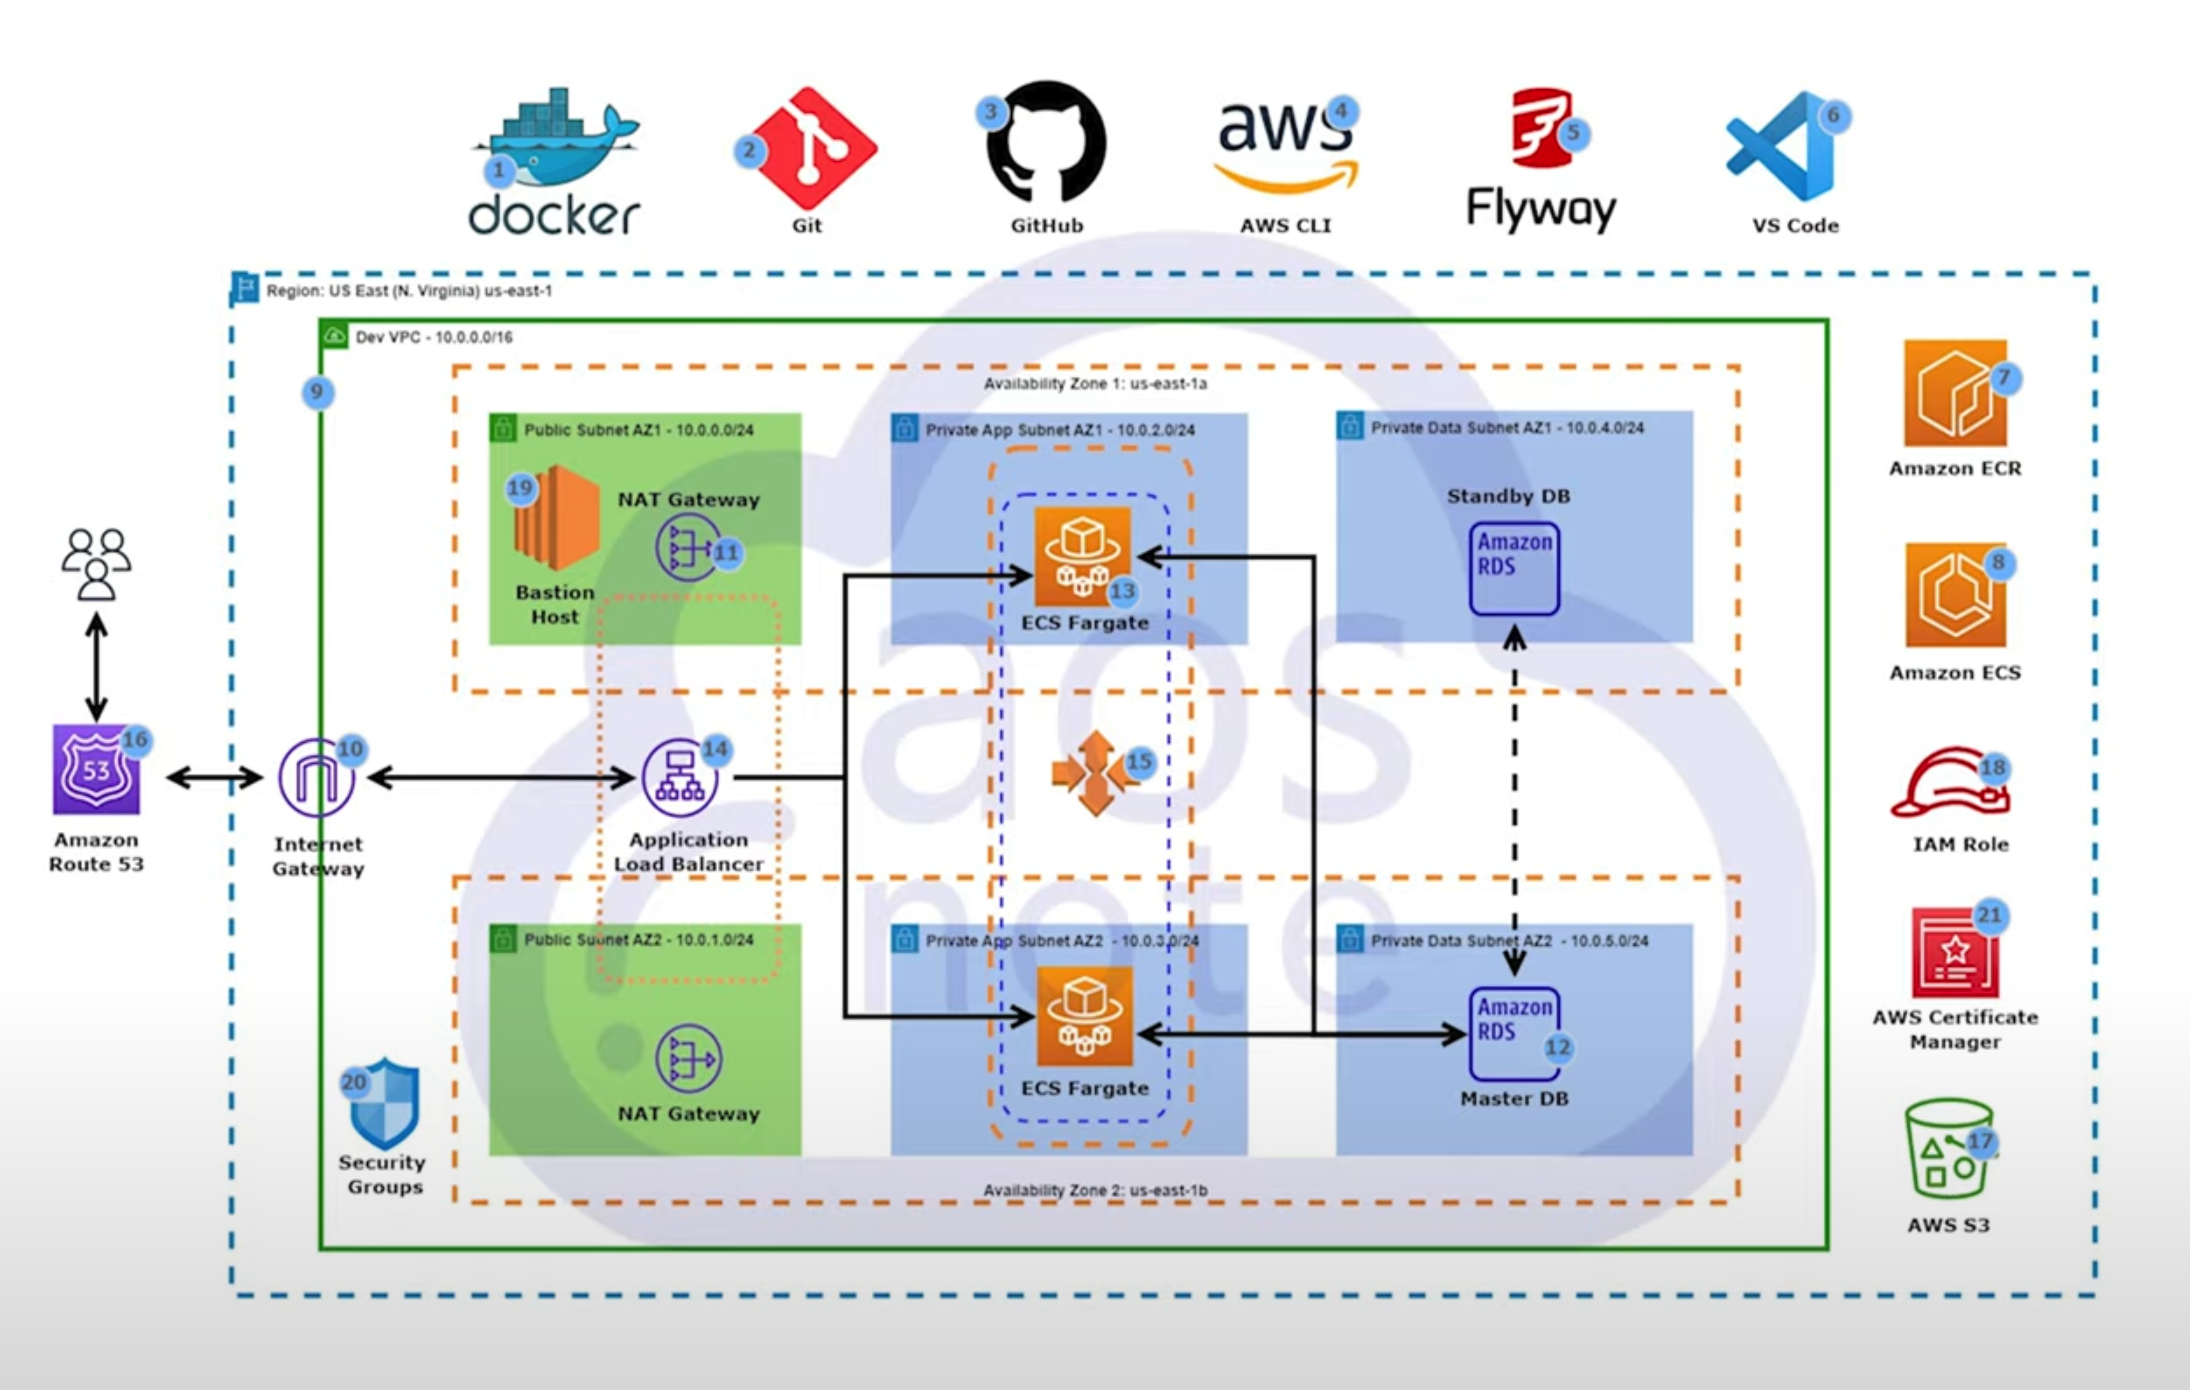 1
docker
2
Git
3
GitHub
aws
4
AWS CLI
5
Flyway
6
VS Code
Region: US East (N. Virginia) us-east-1
Dev VPC - 10.0.0.0/16
9
Availability Zone 1: us-east-1a
Public Subnet AZ1 - 10.0.0.0/24
19
Bastion
Host
NAT Gateway
11
Private App Subnet AZ1 - 10.0.2.0/24
13
ECS Fargate
Private Data Subnet AZ1 - 10.0.4.0/24
Standby DB
Amazon
RDS
7
Amazon ECR
8
Amazon ECS
53
16
Amazon
Route 53
10
Internet
Gateway
14
Application
Load Balancer
15
aos
note
18
IAM Role
Public Subnet AZ2 - 10.0.1.0/24
NAT Gateway
Private App Subnet AZ2 - 10.0.3.0/24
ECS Fargate
Private Data Subnet AZ2 - 10.0.5.0/24
Amazon
RDS
12
Master DB
21
AWS Certificate
Manager
20
Security
Groups
Availability Zone 2: us-east-1b
17
AWS S3